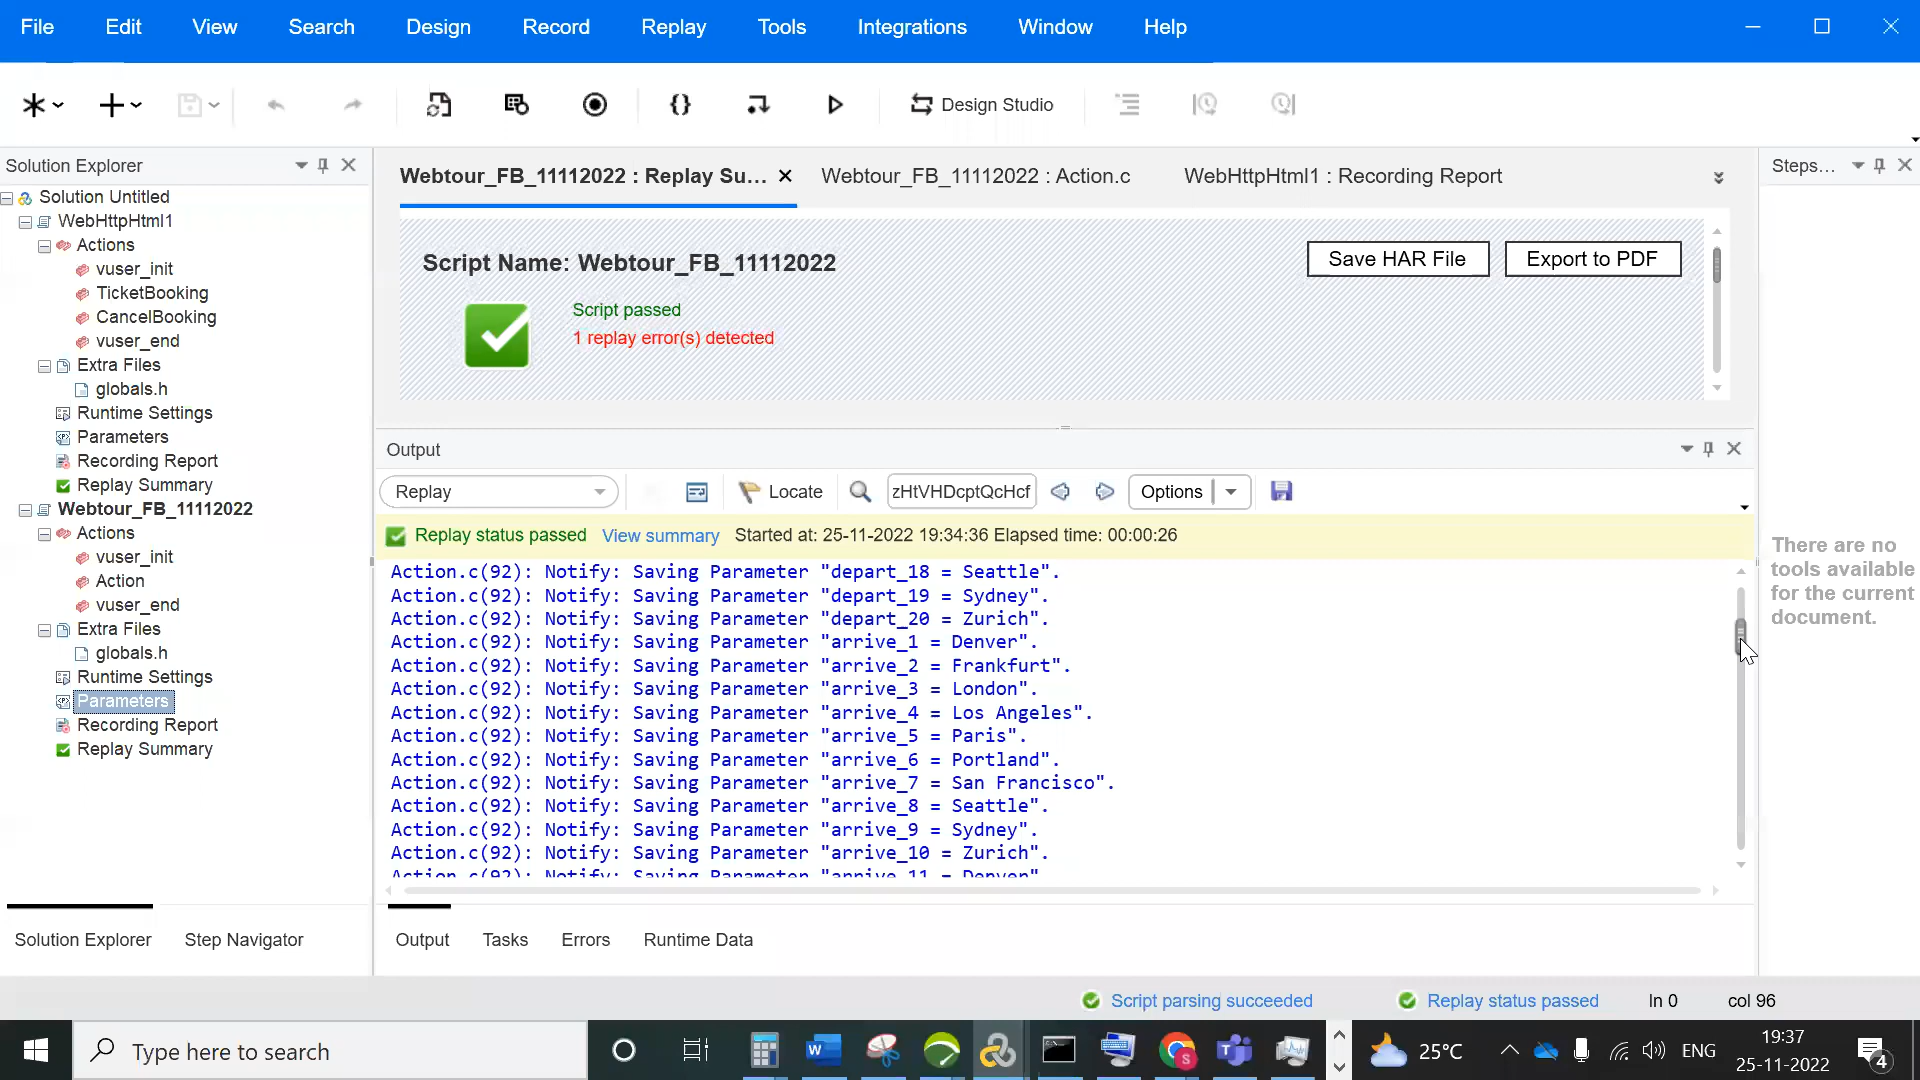 File Edit View Search Design Record Replay Tools Integrations Window Help
Design Studio
Solution Explorer
Solution Untitled
WebHttpHtml1
Actions
vuser_init
TicketBooking
CancelBooking
vuser_end
Extra Files
globals.h
Runtime Settings
Parameters
Recording Report
Replay Summary
Webtour_FB_11112022
Actions
vuser_init
Action
vuser_end
Extra Files
globals.h
Runtime Settings
Parameters
Recording Report
Replay Summary
Solution Explorer Step Navigator
Webtour_FB_11112022 : Replay Su... Webtour_FB_11112022 : Action.c WebHttpHtml1 : Recording Report
Script Name: Webtour_FB_11112022
Save HAR File Export to PDF
Script passed
1 replay error(s) detected
Output
Replay Locate zHtVHDcptQcHcf Options
Replay status passed View summary Started at: 25-11-2022 19:34:36 Elapsed time: 00:00:26
Action.c(92): Notify: Saving Parameter "depart_18 = Seattle".
Action.c(92): Notify: Saving Parameter "depart_19 = Sydney".
Action.c(92): Notify: Saving Parameter "depart_20 = Zurich".
Action.c(92): Notify: Saving Parameter "arrive_1 = Denver".
Action.c(92): Notify: Saving Parameter "arrive_2 = Frankfurt".
Action.c(92): Notify: Saving Parameter "arrive_3 = London".
Action.c(92): Notify: Saving Parameter "arrive_4 = Los Angeles".
Action.c(92): Notify: Saving Parameter "arrive_5 = Paris".
Action.c(92): Notify: Saving Parameter "arrive_6 = Portland".
Action.c(92): Notify: Saving Parameter "arrive_7 = San Francisco".
Action.c(92): Notify: Saving Parameter "arrive_8 = Seattle".
Action.c(92): Notify: Saving Parameter "arrive_9 = Sydney".
Action.c(92): Notify: Saving Parameter "arrive_10 = Zurich".
Action.c(92): Notify: Saving Parameter "arrive_11 = Denver"
Output Tasks Errors Runtime Data
Steps...
There are no
tools available
for the current
document.
Script parsing succeeded Replay status passed ln 0 col 96
Type here to search
25°C
ENG
19:37
25-11-2022
4